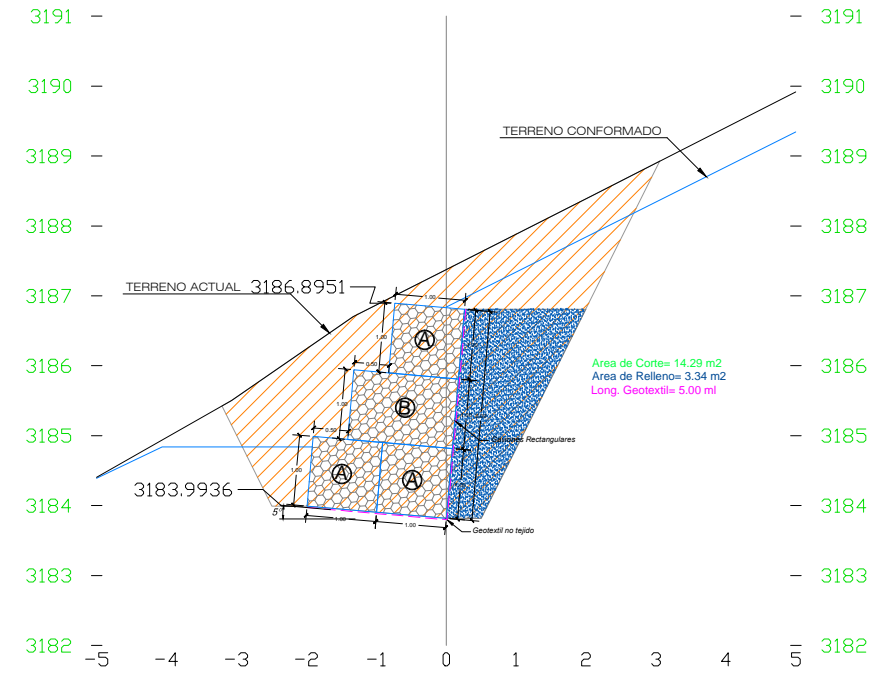 3191
3191
3190
3190
TERRENO CONFORMADO
3189
3189
3188
3188
TERRENO ACTUAL
3186.8951
3187
3187
1.00
A
1.00
3186
3186
Area de Corte= 14.29 m2
Area de Relleno= 3.34 m2
Long. Geotextil= 5.00 ml
0.50
1.00
B
3185
3185
0.50
Rectangulares
1.00
A
A
3183.9936
3184
3184
5°
1.00
1.00
Geotextil no tejido
3183
3183
3182
3182
-5 -4 -3 -2 -1 0 1 2 3 4 5